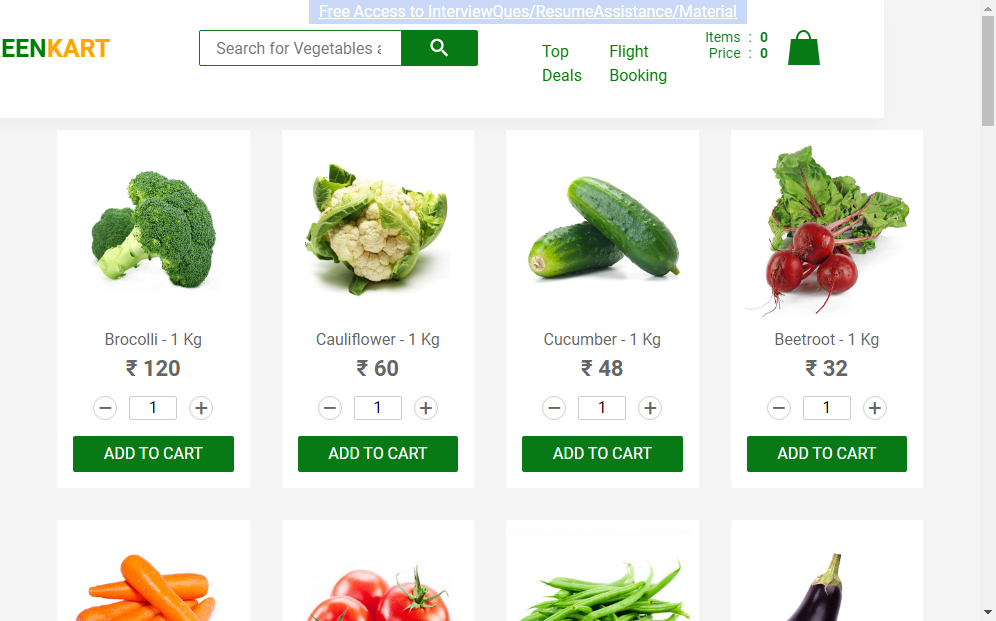 Free Access to InterviewQues/ResumeAssistance/Material
EENKART
Search for Vegetables a
Top Deals
Flight Booking
Items : 0
Price : 0
Brocolli - 1 Kg
₹ 120
1
ADD TO CART
Cauliflower - 1 Kg
₹ 60
1
ADD TO CART
Cucumber - 1 Kg
₹ 48
1
ADD TO CART
Beetroot - 1 Kg
₹ 32
1
ADD TO CART